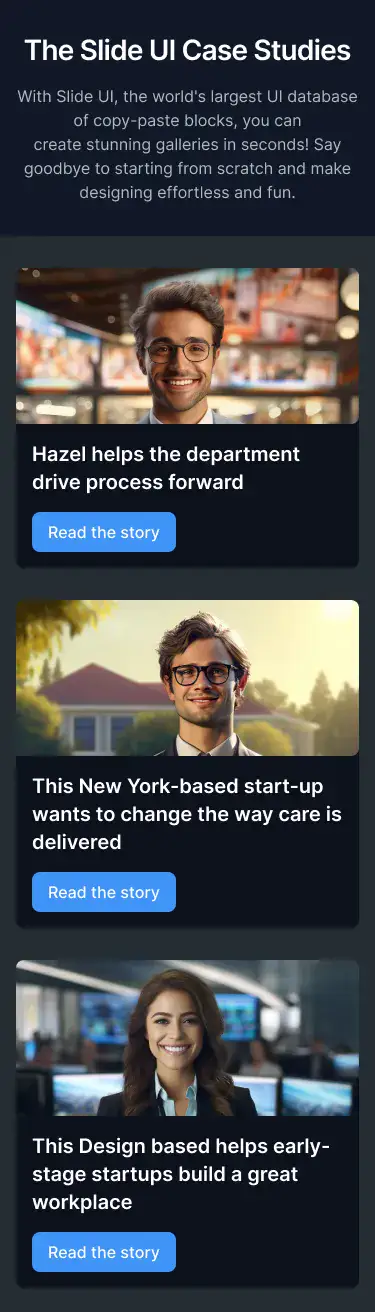 The Slide UI Case Studies
With Slide UI, the world's largest UI database
of copy-paste blocks, you can
create stunning galleries in seconds! Say
goodbye to starting from scratch and make
designing effortless and fun.
Hazel helps the department
drive process forward
Read the story
This New York-based start-up
wants to change the way care is
delivered
Read the story
This Design based helps early-
stage startups build a great
workplace
Read the story